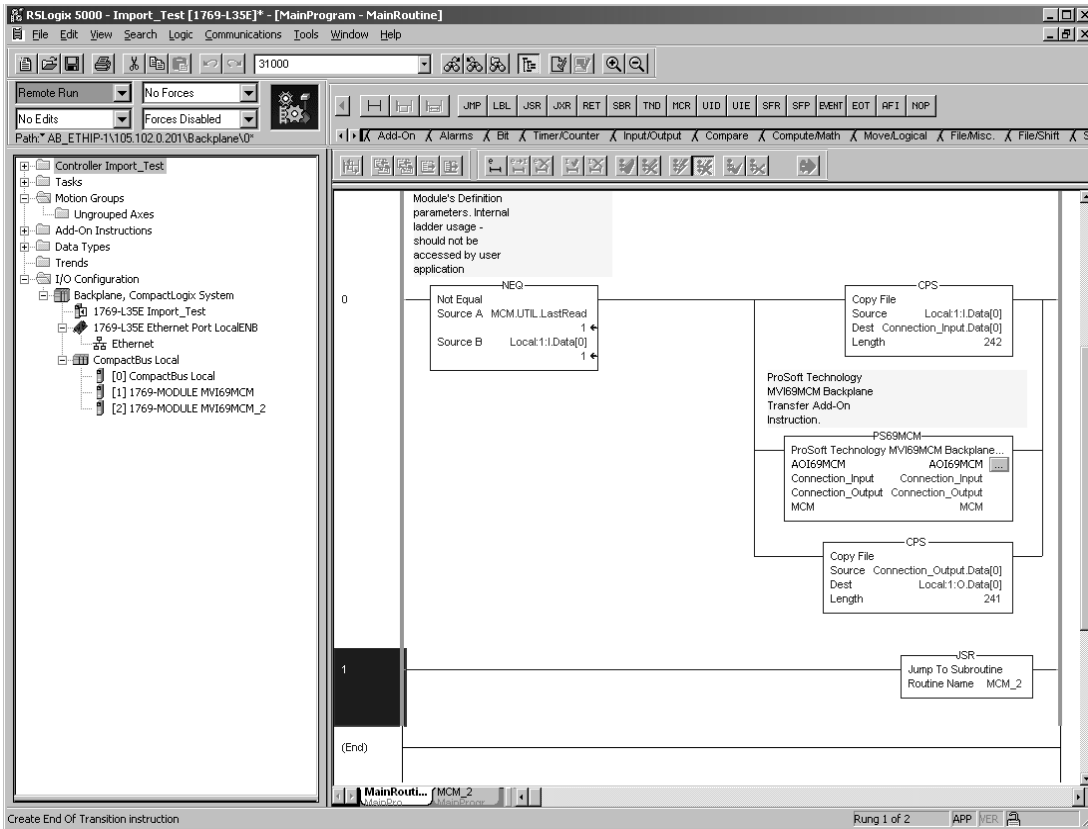 RSLogix 5000 - Import_Test [1769-L35E]* - [MainProgram - MainRoutine]
File Edit View Search Logic Communications Tools Window Help
31000
Remote Run No Forces
No Edits Forces Disabled
Path:* AB_ETHIP-1\105.102.0.201\Backplane\0*
JMP LBL JSR JXR RET SBR TND MCR UID UIE SFR SFP EVENT EOT AFI NOP
Add-On Alarms Bit Timer/Counter Input/Output Compare Compute/Math Move/Logical File/Misc. File/Shift
Controller Import_Test
Tasks
Motion Groups
Ungrouped Axes
Add-On Instructions
Data Types
Trends
I/O Configuration
Backplane, CompactLogix System
1769-L35E Import_Test
1769-L35E Ethernet Port LocalENB
Ethernet
CompactBus Local
[0] CompactBus Local
[1] 1769-MODULE MVI69MCM
[2] 1769-MODULE MVI69MCM_2
Module's Definition
parameters. Internal
ladder usage -
should not be
accessed by user
application
0
NEQ
Not Equal
Source A MCM.UTIL.LastRead
1
Source B Local:1:I.Data[0]
1
CPS
Copy File
Source Local:1:I.Data[0]
Dest Connection_Input.Data[0]
Length 242
ProSoft Technology
MVI69MCM Backplane
Transfer Add-On
Instruction.
PS69MCM
ProSoft Technology MVI69MCM Backplane...
AOI69MCM AOI69MCM ...
Connection_Input Connection_Input
Connection_Output Connection_Output
MCM MCM
CPS
Copy File
Source Connection_Output.Data[0]
Dest Local:1:O.Data[0]
Length 241
1
JSR
Jump To Subroutine
Routine Name MCM_2
(End)
MainRouti... MCM_2
Create End Of Transition instruction
Rung 1 of 2 APP VER